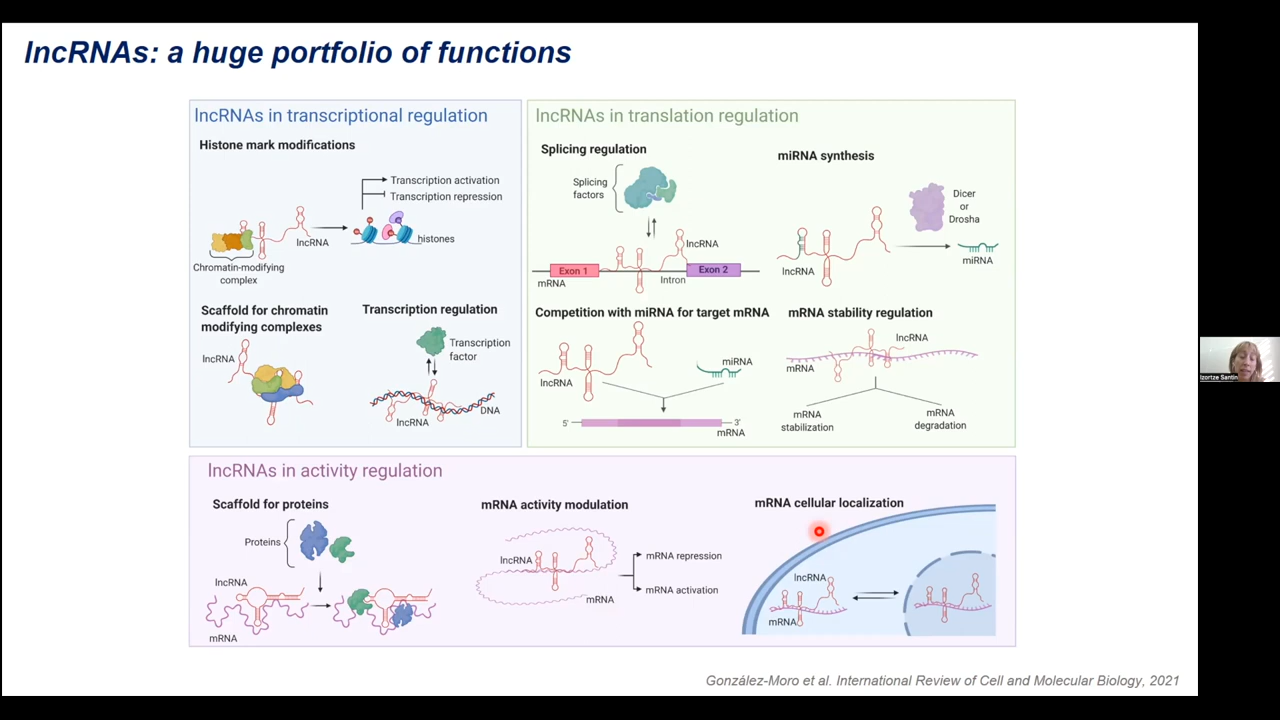 lncRNAs: a huge portfolio of functions
lncRNAs in transcriptional regulation
Histone mark modifications
Transcription activation
Transcription repression
lncRNA
histones
Chromatin-modifying
complex
Scaffold for chromatin
modifying complexes
lncRNA
Transcription regulation
Transcription
factor
DNA
lncRNA
lncRNAs in translation regulation
Splicing regulation
Splicing
factors
lncRNA
Exon 1
Exon 2
mRNA
Intron
miRNA synthesis
Dicer
or
Drosha
lncRNA
miRNA
Competition with miRNA for target mRNA
lncRNA
miRNA
5'
3'
mRNA
mRNA stability regulation
lncRNA
mRNA
mRNA
stabilization
mRNA
degradation
lncRNAs in activity regulation
Scaffold for proteins
Proteins
lncRNA
mRNA
mRNA activity modulation
lncRNA
mRNA repression
mRNA activation
mRNA
mRNA cellular localization
lncRNA
mRNA
González-Moro et al. International Review of Cell and Molecular Biology, 2021
Izortze Santin